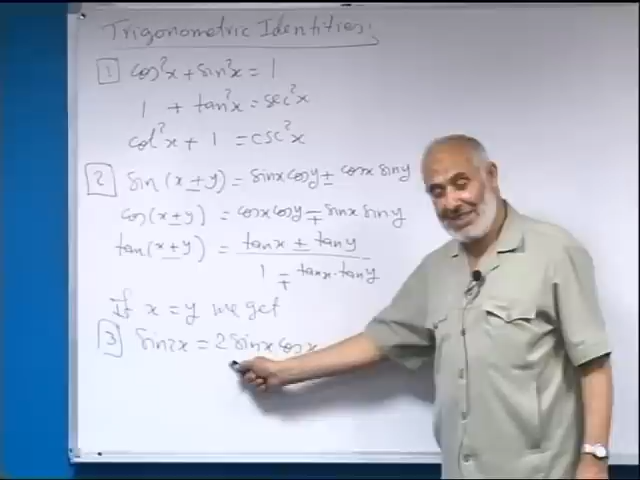 Trigonometric Identities:
1 cos²x + sin²x = 1
1 + tan²x = sec²x
cot²x + 1 = csc²x
2 sin(x ± y) = sinx cosy ± cosx siny
cos(x ± y) = cosx cosy ∓ sinx siny
tan(x ± y) = tanx ± tany / 1 ∓ tanx·tany
If x = y we get
3 sin2x = 2 sinx cosx